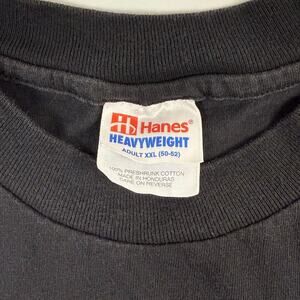 Hanes®
HEAVYWEIGHT
ADULT XXL (50-52)
100% PRESHRUNK COTTON
MADE IN HONDURAS
CARE ON REVERSE